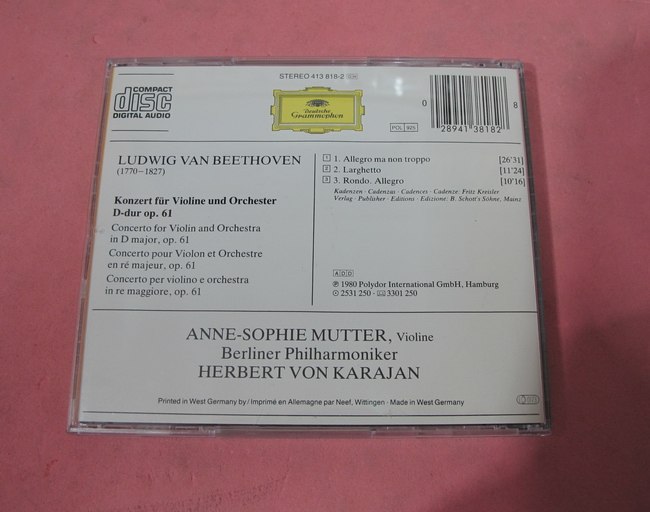 STEREO 413 818-2 GH
COMPACT
disc
DIGITAL AUDIO
Deutsche
Grammophon
POL 925
0 28941 38182 8
LUDWIG VAN BEETHOVEN
(1770–1827)
Konzert für Violine und Orchester
D-dur op. 61
Concerto for Violin and Orchestra
in D major, op. 61
Concerto pour Violon et Orchestre
en ré majeur, op. 61
Concerto per violino e orchestra
in re maggiore, op. 61
1 1. Allegro ma non troppo [26'31]
2 2. Larghetto [11'24]
3 3. Rondo. Allegro [10'16]
Kadenzen · Cadenzas · Cadences · Cadenze: Fritz Kreisler
Verlag · Publisher · Editions · Edizione: B. Schott's Söhne, Mainz
ADD
℗ 1980 Polydor International GmbH, Hamburg
2531 250 · 3301 250
ANNE-SOPHIE MUTTER, Violine
Berliner Philharmoniker
HERBERT VON KARAJAN
Printed in West Germany by / Imprimé en Allemagne par Neef, Wittingen · Made in West Germany